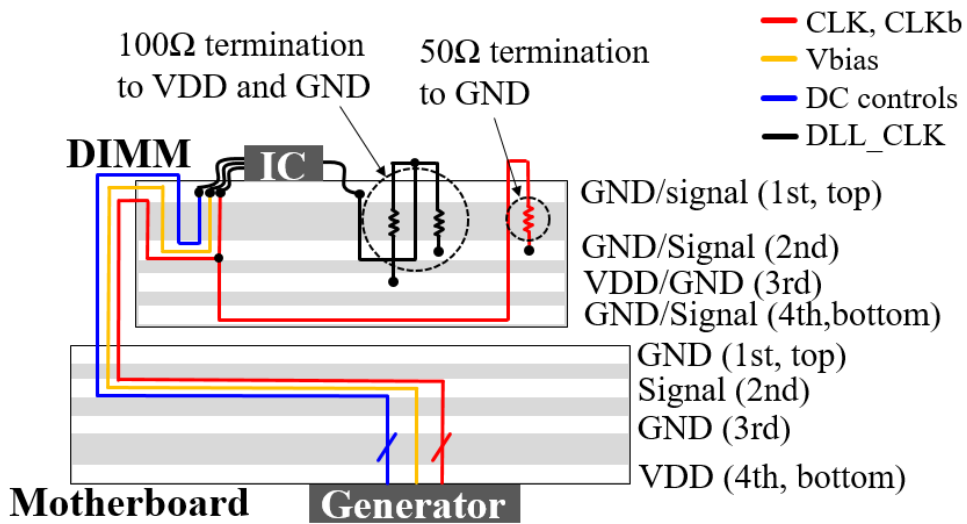 100Ω termination
to VDD and GND
50Ω termination
to GND
CLK, CLKb
Vbias
DC controls
DLL_CLK
DIMM
IC
GND/signal (1st, top)
GND/Signal (2nd)
VDD/GND (3rd)
GND/Signal (4th,bottom)
GND (1st, top)
Signal (2nd)
GND (3rd)
VDD (4th, bottom)
Motherboard
Generator